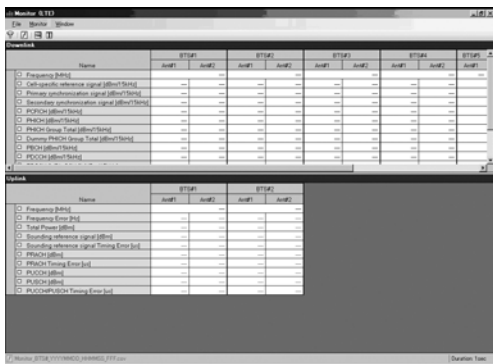 Monitor (LTE)
File Monitor Window
Downlink
BTS#1 BTS#2 BTS#3 BTS#4 BTS#5
Name Ant#1 Ant#2 Ant#1 Ant#2 Ant#1 Ant#2 Ant#1 Ant#2 Ant#1
Frequency [MHz] --- --- --- --- ---
Cell-specific reference signal [dBm/15kHz] --- --- --- --- --- --- --- ---
Primary synchronization signal [dBm/15kHz] --- --- --- --- --- --- --- ---
Secondary synchronization signal [dBm/15kHz] --- --- --- --- --- --- --- ---
PCFICH [dBm/15kHz] --- --- --- --- --- --- --- ---
PHICH [dBm/15kHz] --- --- --- --- --- --- --- ---
PHICH Group Total [dBm/15kHz] --- --- --- --- --- --- --- ---
Dummy PHICH Group Total [dBm/15kHz] --- --- --- --- --- --- --- ---
PBCH [dBm/15kHz] --- --- --- --- --- --- --- ---
PDCCH [dBm/15kHz] --- --- --- --- --- --- --- ---
Uplink
BTS#1 BTS#2
Name Ant#1 Ant#2 Ant#1 Ant#2
Frequency [MHz] --- ---
Frequency Error [Hz] --- --- --- ---
Total Power [dBm] --- --- --- ---
Sounding reference signal [dBm] --- --- --- ---
Sounding reference signal Timing Error [us] --- --- --- ---
PRACH [dBm] --- --- --- ---
PRACH Timing Error [us] --- --- --- ---
PUCCH [dBm] --- --- --- ---
PUSCH [dBm] --- --- --- ---
PUCCH/PUSCH Timing Error [us] --- --- --- ---
Monitor_BTS#_YYYYMMDD_HHMMSS_FFF.csv Duration: 1sec